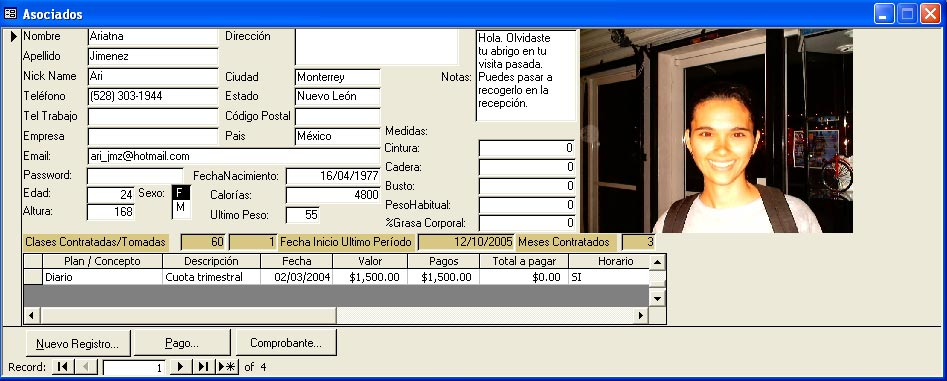 Asociados
Nombre Ariatna Dirección
Apellido Jimenez
Nick Name Ari Ciudad Monterrey
Teléfono (528) 303-1944 Estado Nuevo León
Tel Trabajo Código Postal
Empresa Pais México
Email: ari_jmz@hotmail.com
Password: FechaNacimiento: 16/04/1977
Edad: 24 Sexo: F Calorías: 4800
M
Altura: 168 Ultimo Peso: 55
Notas: Hola. Olvidaste
tu abrigo en tu
visita pasada.
Puedes pasar a
recogerlo en la
recepción.
Medidas:
Cintura: 0
Cadera: 0
Busto: 0
PesoHabitual: 0
%Grasa Corporal: 0
Clases Contratadas/Tomadas 60 1 Fecha Inicio Ultimo Período 12/10/2005 Meses Contratados 3
Plan / Concepto Descripción Fecha Valor Pagos Total a pagar Horario
Diario Cuota trimestral 02/03/2004 $1,500.00 $1,500.00 $0.00 SI
Nuevo Registro... Pago... Comprobante...
Record: 1 of 4